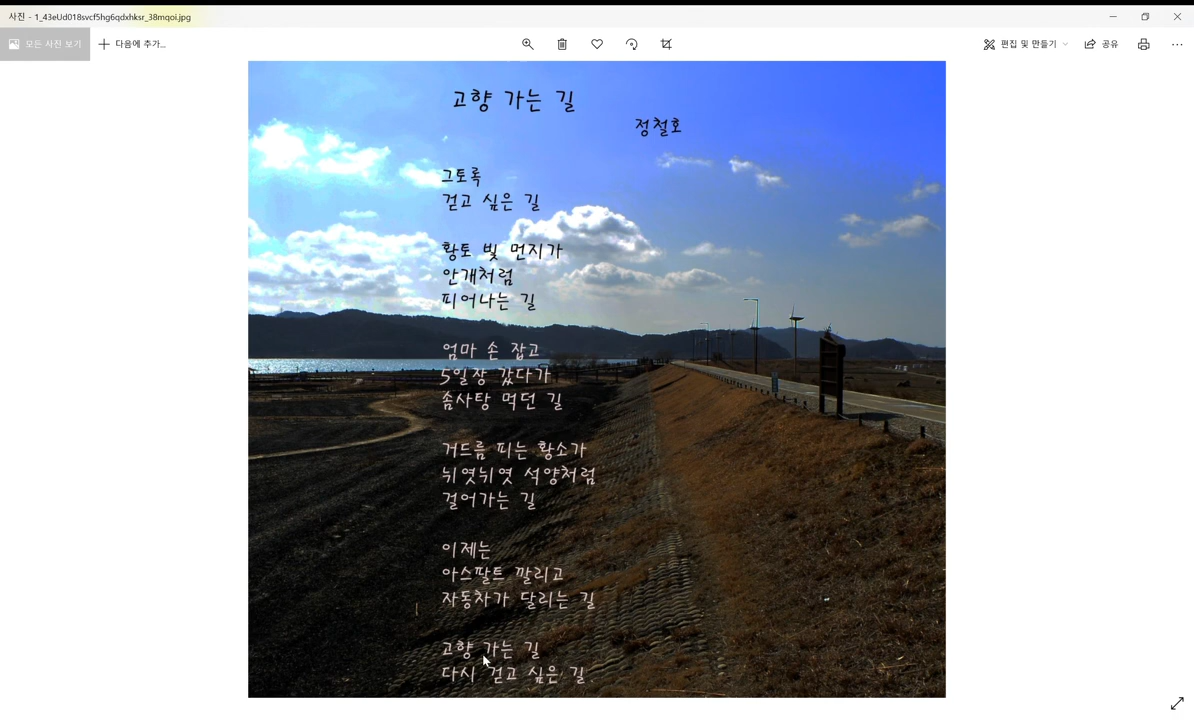 사진 - 1_43eUd018svcf5hg6qdxhksr_38mqoi.jpg
모든 사진 보기
다음에 추가...
편집 및 만들기
공유
고향 가는 길
정철호
그토록
걷고 싶은 길
황토 빛 먼지가
안개처럼
피어나는 길
엄마 손 잡고
5일장 갔다가
솜사탕 먹던 길
거드름 피는 황소가
뉘엿뉘엿 석양처럼
걸어가는 길
이제는
아스팔트 깔리고
자동차가 달리는 길
고향 가는 길
다시 걷고 싶은 길